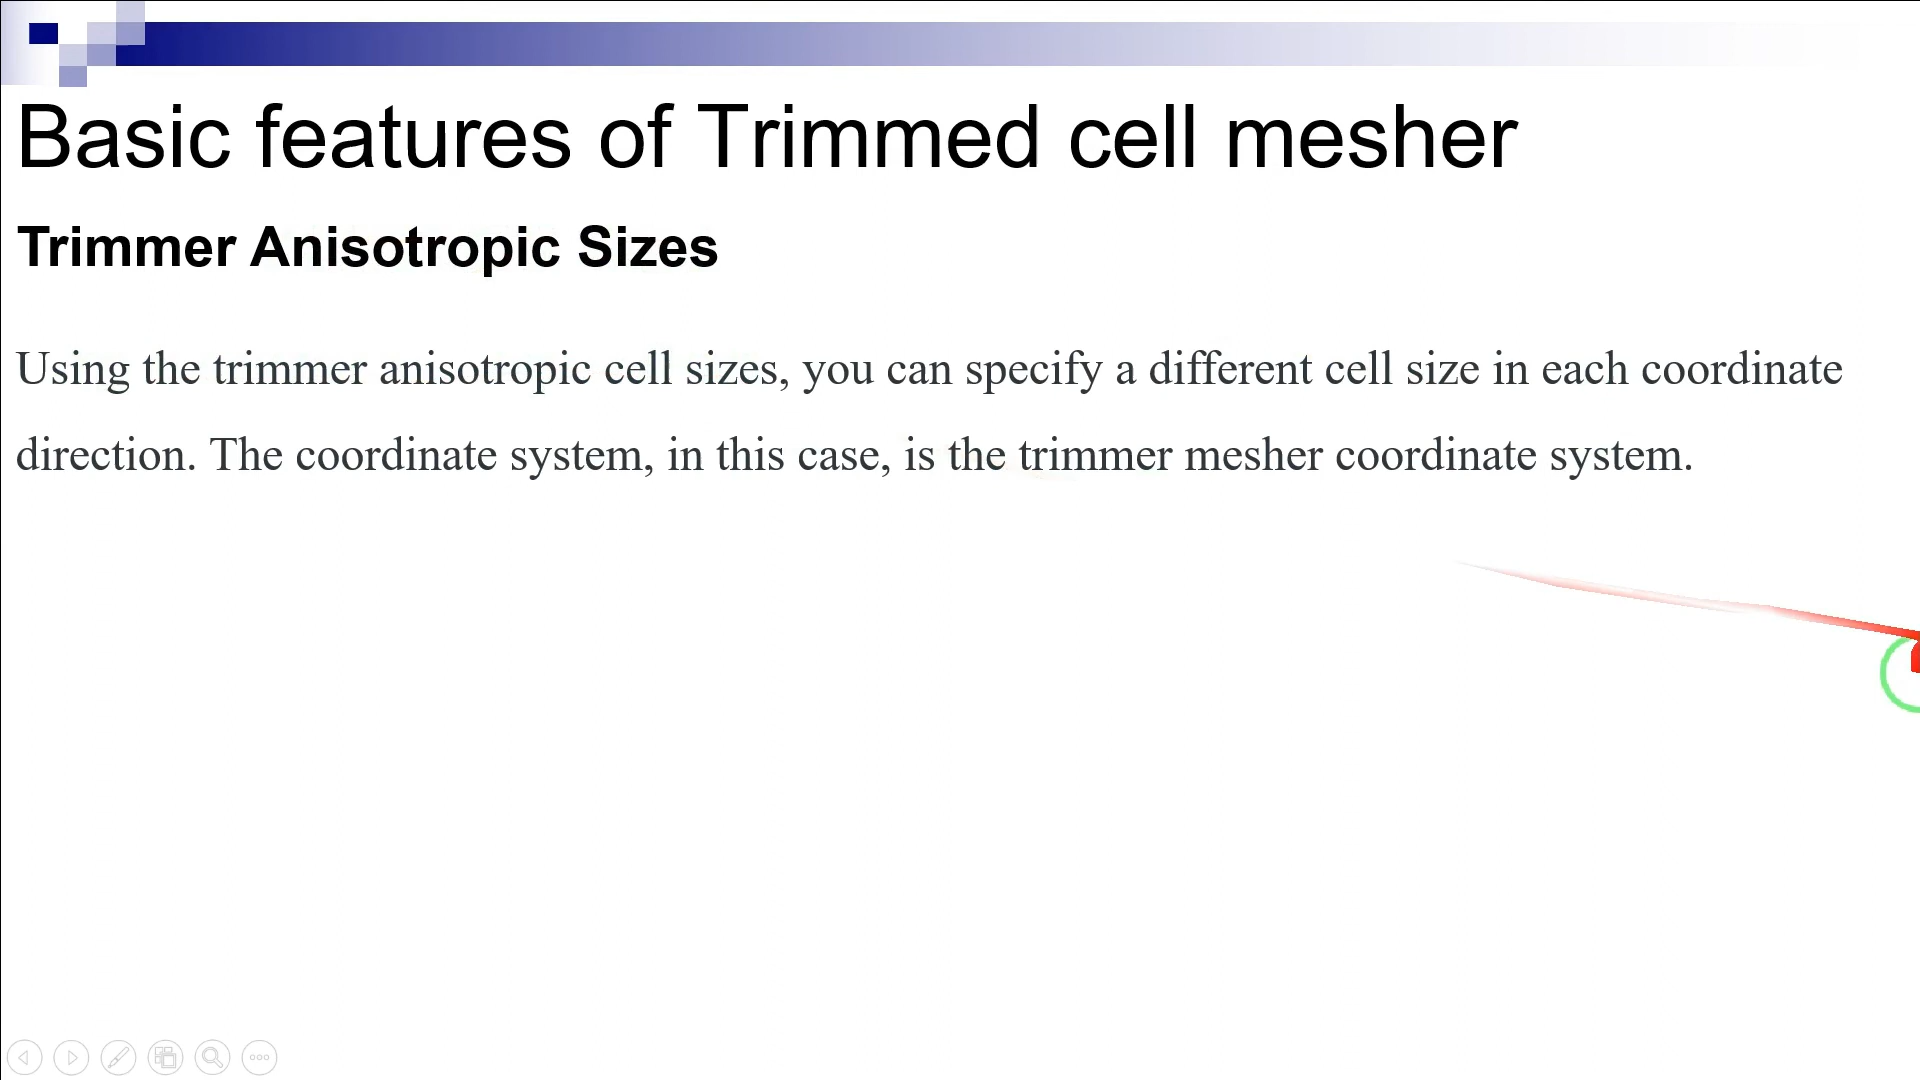 Basic features of Trimmed cell mesher
Trimmer Anisotropic Sizes
Using the trimmer anisotropic cell sizes, you can specify a different cell size in each coordinate
direction. The coordinate system, in this case, is the trimmer mesher coordinate system.